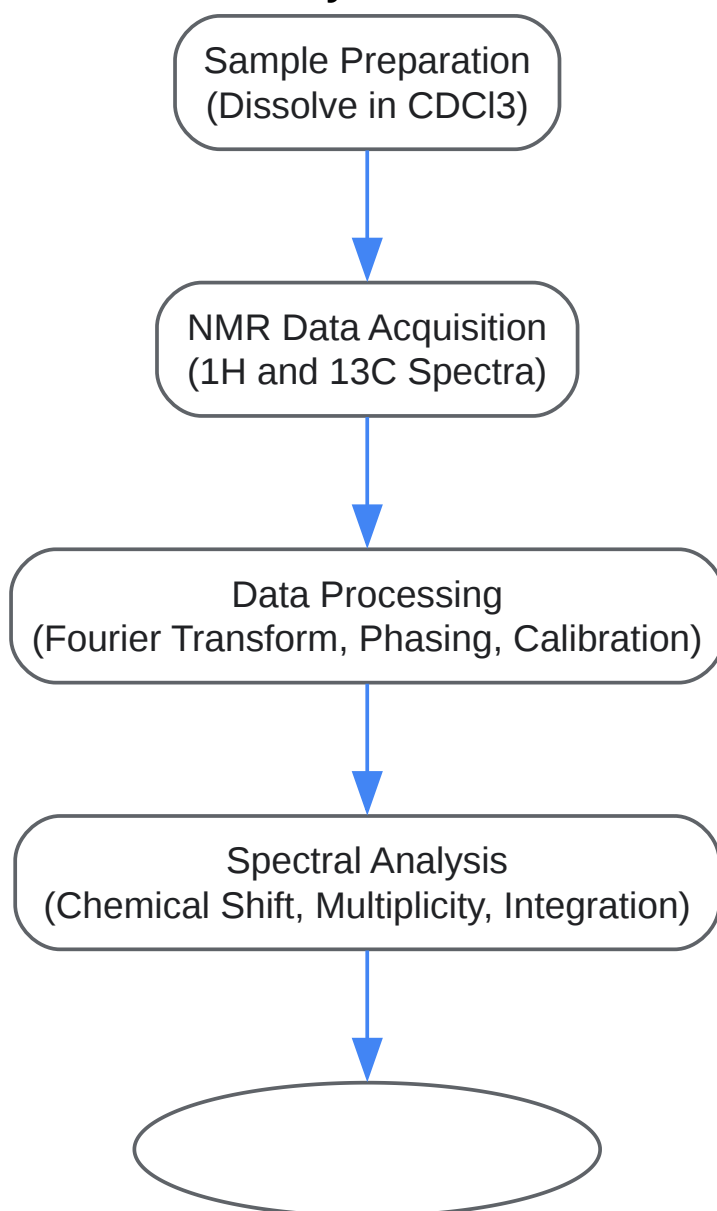 Sample Preparation
(Dissolve in CDCl3)
NMR Data Acquisition
(1H and 13C Spectra)
Data Processing
(Fourier Transform, Phasing, Calibration)
Spectral Analysis
(Chemical Shift, Multiplicity, Integration)